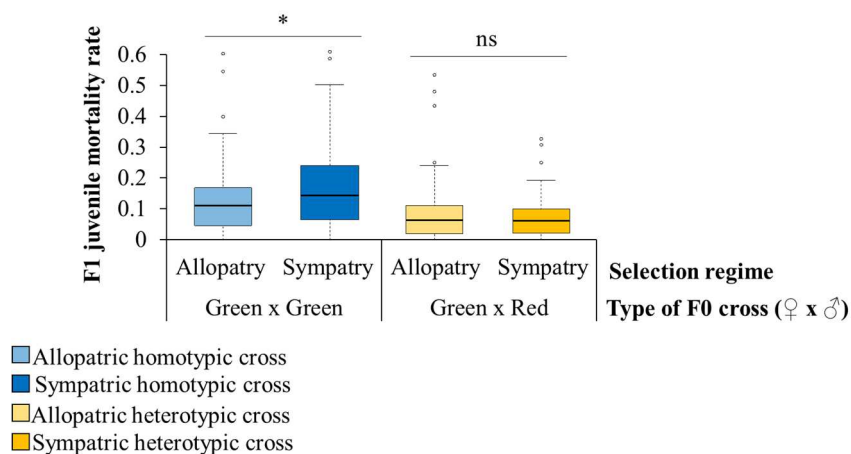 * ns
F1 juvenile mortality rate
0.6
0.5
0.4
0.3
0.2
0.1
0
Allopatry Sympatry Allopatry Sympatry Selection regime
Green x Green Green x Red Type of F0 cross (♀ x ♂)
Allopatric homotypic cross
Sympatric homotypic cross
Allopatric heterotypic cross
Sympatric heterotypic cross